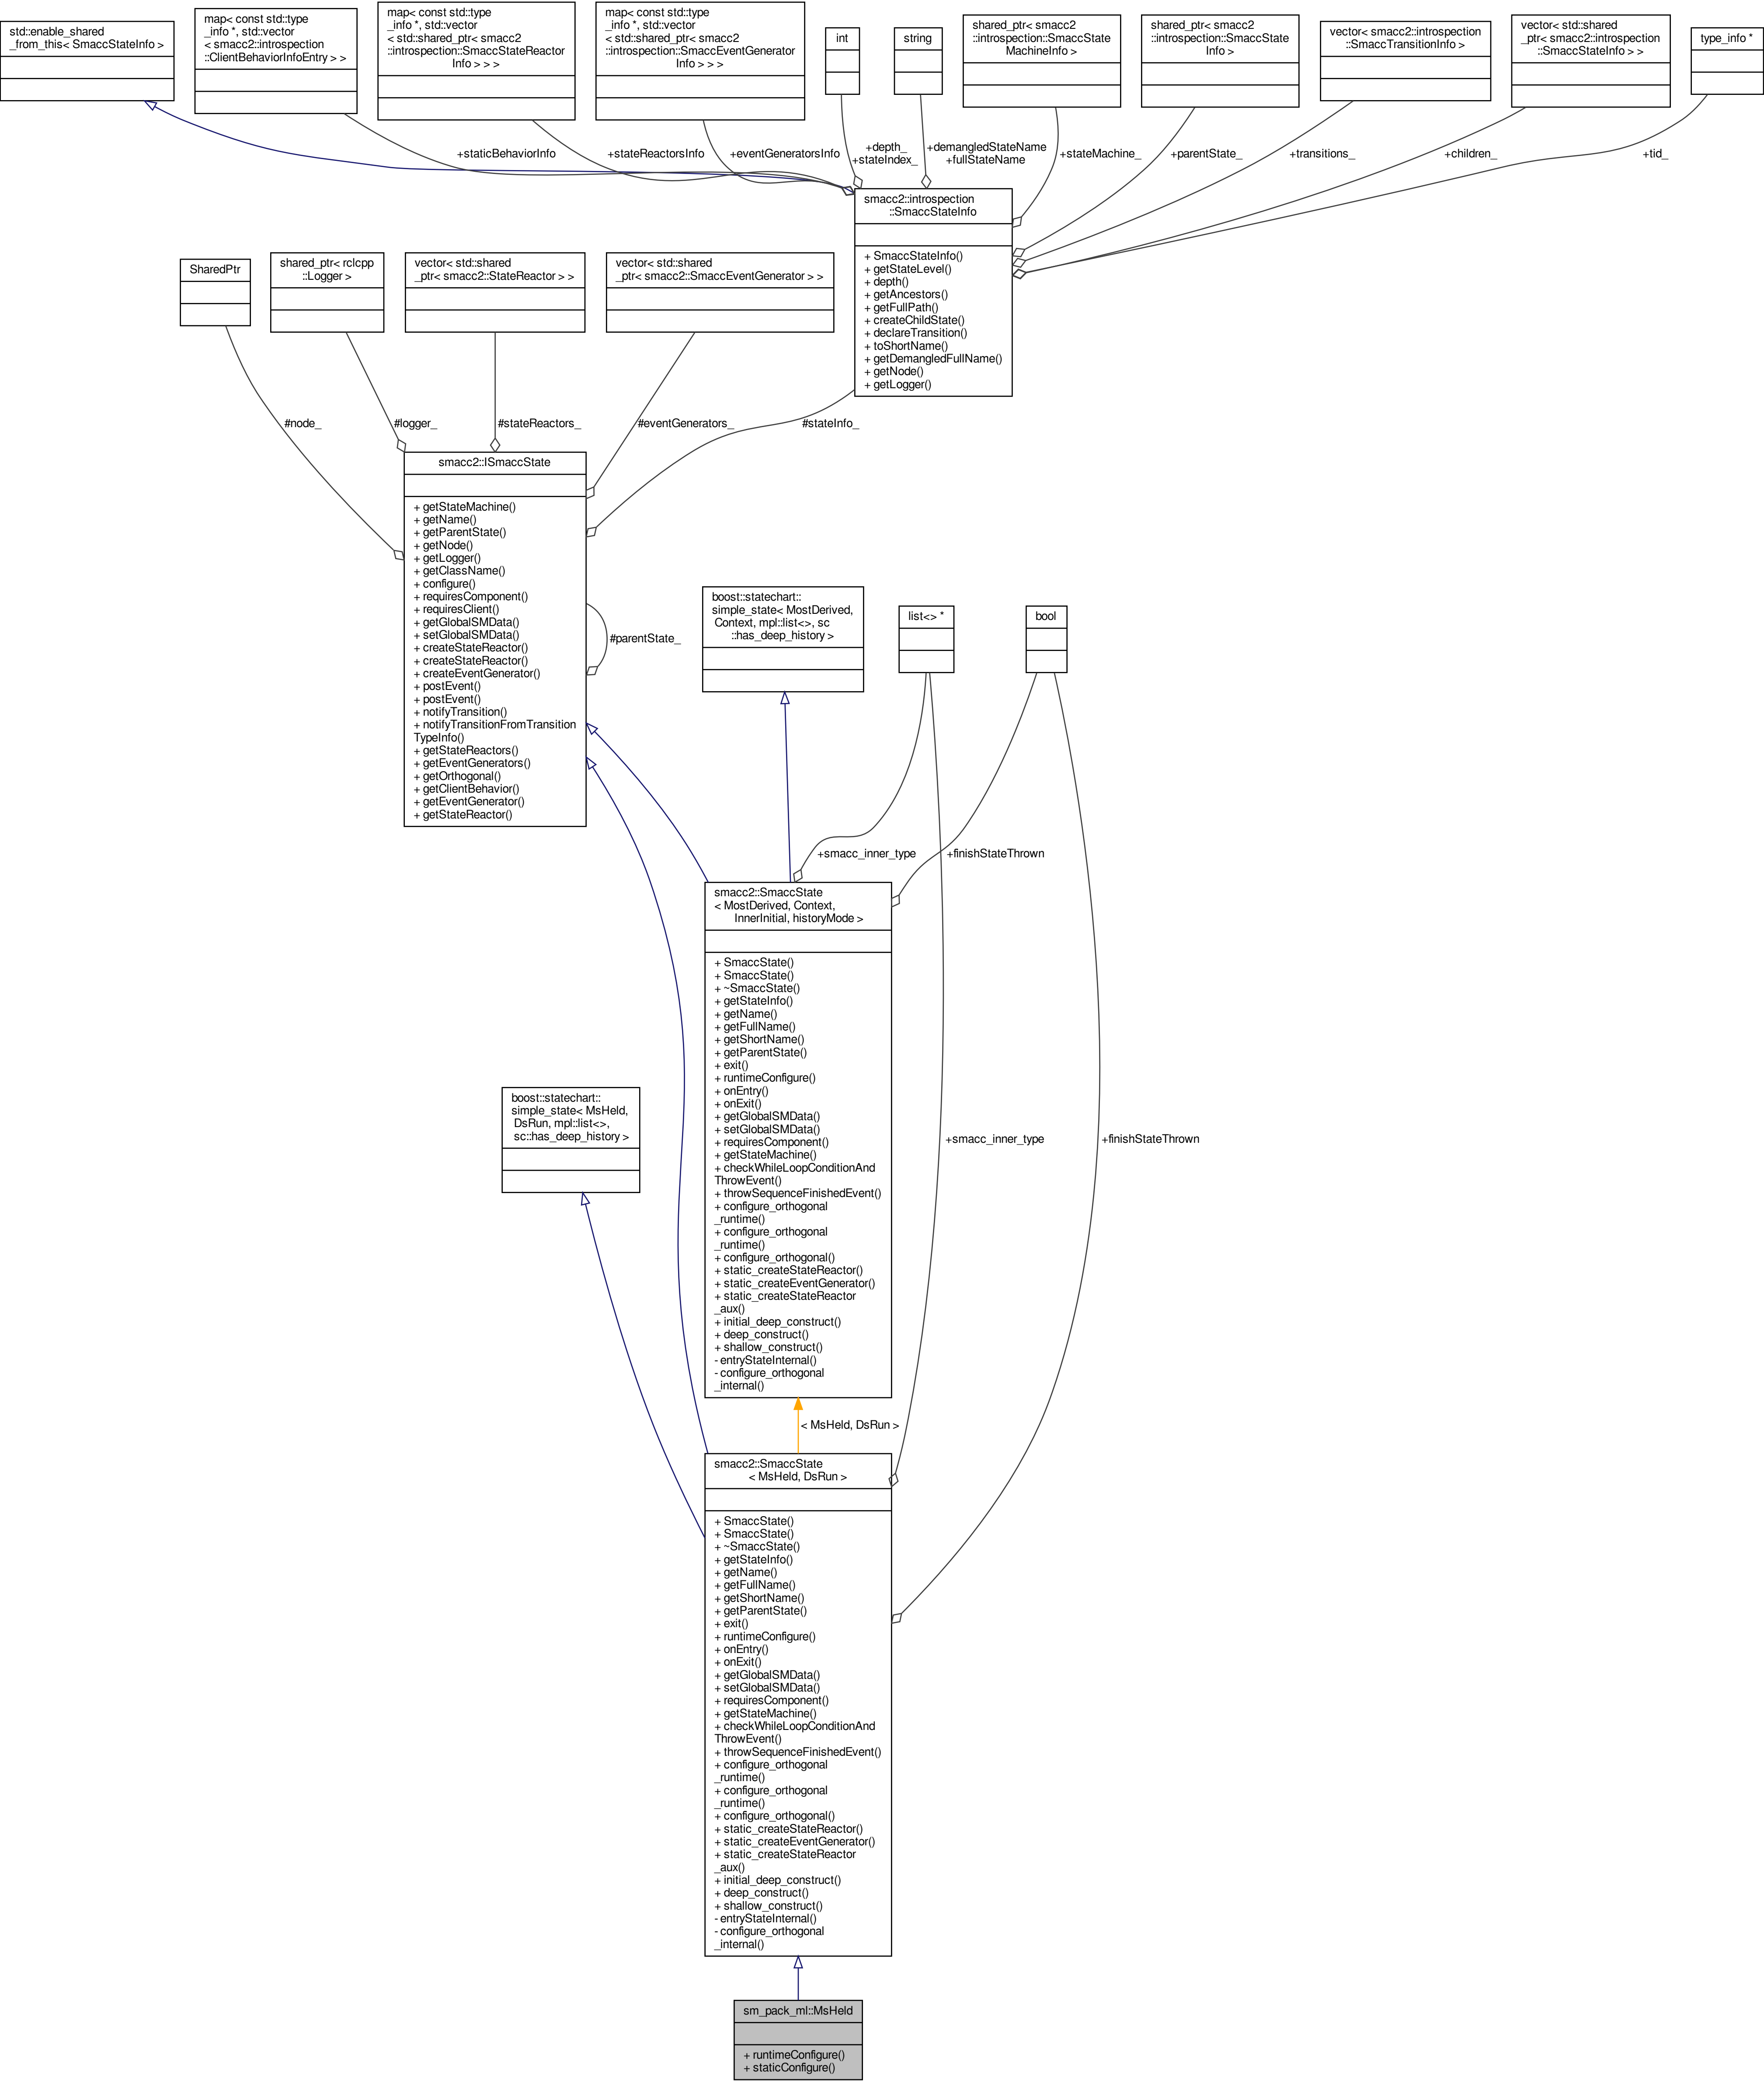 std::enable_shared
_from_this< SmaccStateInfo >
map< const std::type
_info *, std::vector
< smacc2::introspection
::ClientBehaviorInfoEntry > >
map< const std::type
_info *, std::vector
< std::shared_ptr< smacc2
::introspection::SmaccStateReactor
Info > > >
map< const std::type
_info *, std::vector
< std::shared_ptr< smacc2
::introspection::SmaccEventGenerator
Info > > >
int
string
shared_ptr< smacc2
::introspection::SmaccState
MachineInfo >
shared_ptr< smacc2
::introspection::SmaccState
Info >
vector< smacc2::introspection
::SmaccTransitionInfo >
vector< std::shared
_ptr< smacc2::introspection
::SmaccStateInfo > >
type_info *
+staticBehaviorInfo
+stateReactorsInfo
+eventGeneratorsInfo
+depth_
+stateIndex_
+demangledStateName
+fullStateName
+stateMachine_
+parentState_
+transitions_
+children_
+tid_
smacc2::introspection
::SmaccStateInfo
+ SmaccStateInfo()
+ getStateLevel()
+ depth()
+ getAncestors()
+ getFullPath()
+ createChildState()
+ declareTransition()
+ toShortName()
+ getDemangledFullName()
+ getNode()
+ getLogger()
SharedPtr
shared_ptr< rclcpp
::Logger >
vector< std::shared
_ptr< smacc2::StateReactor > >
vector< std::shared
_ptr< smacc2::SmaccEventGenerator > >
#node_
#logger_
#stateReactors_
#eventGenerators_
#stateInfo_
smacc2::ISmaccState
+ getStateMachine()
+ getName()
+ getParentState()
+ getNode()
+ getLogger()
+ getClassName()
+ configure()
+ requiresComponent()
+ requiresClient()
+ getGlobalSMData()
+ setGlobalSMData()
+ createStateReactor()
+ createStateReactor()
+ createEventGenerator()
+ postEvent()
+ postEvent()
+ notifyTransition()
+ notifyTransitionFromTransition
TypeInfo()
+ getStateReactors()
+ getEventGenerators()
+ getOrthogonal()
+ getClientBehavior()
+ getEventGenerator()
+ getStateReactor()
#parentState_
boost::statechart::
simple_state< MostDerived,
Context, mpl::list<>, sc
::has_deep_history >
list<> *
bool
+smacc_inner_type
+finishStateThrown
smacc2::SmaccState
< MostDerived, Context,
InnerInitial, historyMode >
+ SmaccState()
+ SmaccState()
+ ~SmaccState()
+ getStateInfo()
+ getName()
+ getFullName()
+ getShortName()
+ getParentState()
+ exit()
+ runtimeConfigure()
+ onEntry()
+ onExit()
+ getGlobalSMData()
+ setGlobalSMData()
+ requiresComponent()
+ getStateMachine()
+ checkWhileLoopConditionAnd
ThrowEvent()
+ throwSequenceFinishedEvent()
+ configure_orthogonal
_runtime()
+ configure_orthogonal
_runtime()
+ configure_orthogonal()
+ static_createStateReactor()
+ static_createEventGenerator()
+ static_createStateReactor
_aux()
+ initial_deep_construct()
+ deep_construct()
+ shallow_construct()
- entryStateInternal()
- configure_orthogonal
_internal()
boost::statechart::
simple_state< MsHeld,
DsRun, mpl::list<>,
sc::has_deep_history >
+smacc_inner_type
+finishStateThrown
< MsHeld, DsRun >
smacc2::SmaccState
< MsHeld, DsRun >
+ SmaccState()
+ SmaccState()
+ ~SmaccState()
+ getStateInfo()
+ getName()
+ getFullName()
+ getShortName()
+ getParentState()
+ exit()
+ runtimeConfigure()
+ onEntry()
+ onExit()
+ getGlobalSMData()
+ setGlobalSMData()
+ requiresComponent()
+ getStateMachine()
+ checkWhileLoopConditionAnd
ThrowEvent()
+ throwSequenceFinishedEvent()
+ configure_orthogonal
_runtime()
+ configure_orthogonal
_runtime()
+ configure_orthogonal()
+ static_createStateReactor()
+ static_createEventGenerator()
+ static_createStateReactor
_aux()
+ initial_deep_construct()
+ deep_construct()
+ shallow_construct()
- entryStateInternal()
- configure_orthogonal
_internal()
sm_pack_ml::MsHeld
+ runtimeConfigure()
+ staticConfigure()